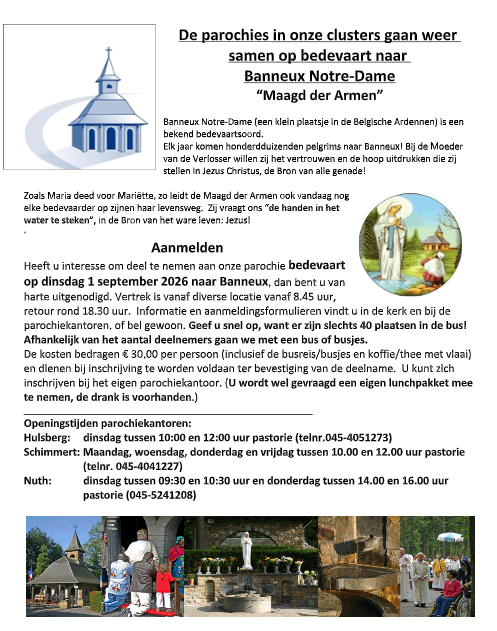 De parochies in onze clusters gaan weer
samen op bedevaart naar
Banneux Notre-Dame
“Maagd der Armen”
Banneux Notre-Dame (een klein plaatsje in de Belgische Ardennen) is een
bekend bedevaartsoord.
Elk jaar komen honderdduizenden pelgrims naar Banneux! Bij de Moeder
van de Verlosser willen zij het vertrouwen en de hoop uitdrukken die zij
stellen in Jezus Christus, de Bron van alle genade!
Zoals Maria deed voor Mariëtte, zo leidt de Maagd der Armen ook vandaag nog
elke bedevaarder op zijnen haar levensweg. Zij vraagt ons “de handen in het
water te steken”, in de Bron van het ware leven: Jezus!
.
Aanmelden
Heeft u interesse om deel te nemen aan onze parochie bedevaart
op dinsdag 1 september 2026 naar Banneux, dan bent u van
harte uitgenodigd. Vertrek is vanaf diverse locatie vanaf 8.45 uur,
retour rond 18.30 uur. Informatie en aanmeldingsformulieren vindt u in de kerk en bij de
parochiekantoren, of bel gewoon. Geef u snel op, want er zijn slechts 40 plaatsen in de bus!
Afhankelijk van het aantal deelnemers gaan we met een bus of busjes.
De kosten bedragen € 30,00 per persoon (inclusief de busreis/busjes en koffie/thee met vlaai)
en dienen bij inschrijving te worden voldaan ter bevestiging van de deelname. U kunt zich
inschrijven bij het eigen parochiekantoor. (U wordt wel gevraagd een eigen lunchpakket mee
te nemen, de drank is voorhanden.)
Openingstijden parochiekantoren:
Hulsberg: dinsdag tussen 10:00 en 12:00 uur pastorie (telnr.045-4051273)
Schimmert: Maandag, woensdag, donderdag en vrijdag tussen 10.00 en 12.00 uur pastorie
(telnr. 045-4041227)
Nuth: dinsdag tussen 09:30 en 10:30 uur en donderdag tussen 14.00 en 16.00 uur
pastorie (045-5241208)